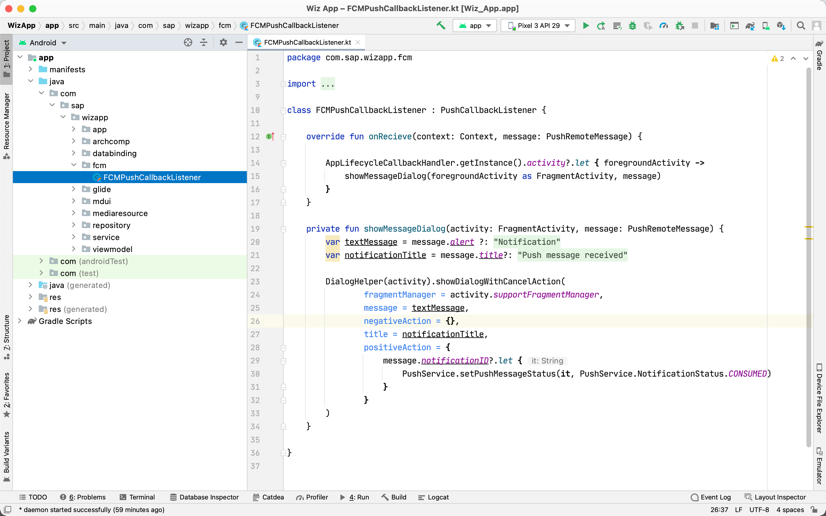 Wiz App – FCMPushCallbackListener.kt [Wiz_App.app]
WizApp app src main java com sap wizapp fcm FCMPushCallbackListener app Pixel 3 API 29
Android
FCMPushCallbackListener.kt
1: Project
Resource Manager
Z: Structure
2: Favorites
Build Variants
app
manifests
java
com
sap
wizapp
app
archcomp
databinding
fcm
FCMPushCallbackListener
glide
mdui
mediaresource
repository
service
viewmodel
com (androidTest)
com (test)
java (generated)
res
res (generated)
Gradle Scripts
1 package com.sap.wizapp.fcm
2
3 import ...
9
10 class FCMPushCallbackListener : PushCallbackListener {
11
12 override fun onRecieve(context: Context, message: PushRemoteMessage) {
13
14 AppLifecycleCallbackHandler.getInstance().activity?.let { foregroundActivity ->
15 showMessageDialog(foregroundActivity as FragmentActivity, message)
16 }
17 }
18
19 private fun showMessageDialog(activity: FragmentActivity, message: PushRemoteMessage) {
20 var textMessage = message.alert ?: "Notification"
21 var notificationTitle = message.title?: "Push message received"
22
23 DialogHelper(activity).showDialogWithCancelAction(
24 fragmentManager = activity.supportFragmentManager,
25 message = textMessage,
26 negativeAction = {},
27 title = notificationTitle,
28 positiveAction = {
29 message.notificationID?.let { it: String
30 PushService.setPushMessageStatus(it, PushService.NotificationStatus.CONSUMED)
31 }
32 }
33 )
34 }
35
36 }
37
2
Gradle
Device File Explorer
Emulator
TODO 6: Problems Terminal Database Inspector Catdea Profiler 4: Run Build Logcat Event Log Layout Inspector
* daemon started successfully (59 minutes ago) 26:37 LF UTF-8 4 spaces